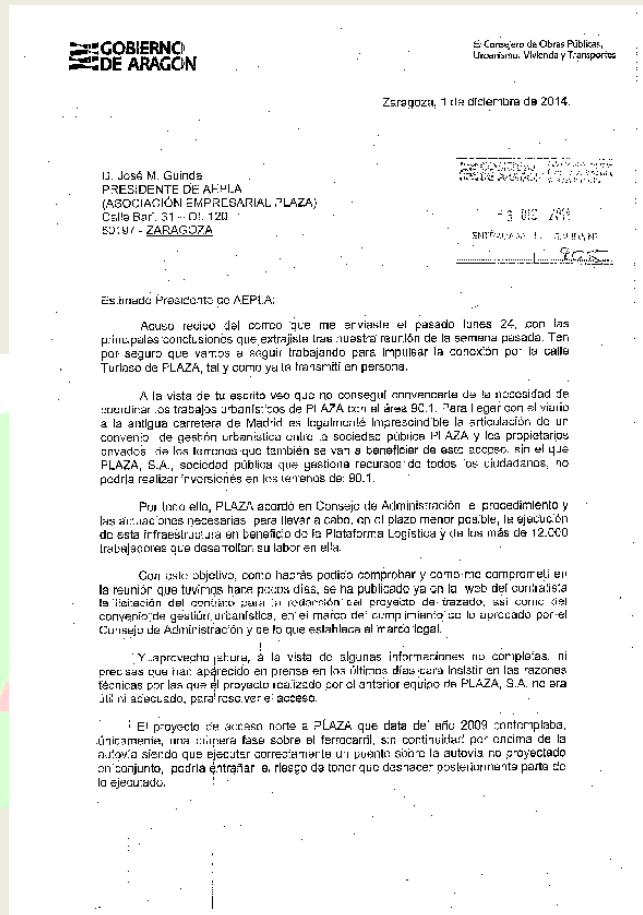 GOBIERNO
DE ARAGON
El Consejero de Obras Públicas,
Urbanismo, Vivienda y Transportes
Zaragoza, 1 de diciembre de 2014.
D. José M. Guinda
PRESIDENTE DE AEPLA
(ASOCIACIÓN EMPRESARIAL PLAZA)
Calle Bari, 31 – Of. 120
50197 - ZARAGOZA
DIC
Estimado Presidente de AEPLA:
Acuso recibo del correo que me enviaste el pasado lunes 24, con las
principales conclusiones que extrajiste tras nuestra reunión de la semana pasada. Ten
por seguro que vamos a seguir trabajando para impulsar la conexión por la calle
Turiaso de PLAZA, tal y como ya te transmití en persona.
A la vista de tu escrito veo que no conseguí convencerte de la necesidad de
coordinar los trabajos urbanísticos de PLAZA con el área 90.1. Para llegar con el viario
a la antigua carretera de Madrid es legalmente imprescindible la articulación de un
convenio de gestión urbanística entre la sociedad pública PLAZA y los propietarios
privados de los terrenos que también se van a beneficiar de este acceso, sin el que
PLAZA, S.A., sociedad pública que gestiona recursos de todos los ciudadanos, no
podría realizar inversiones en los terrenos del 90.1.
Por todo ello, PLAZA acordó en Consejo de Administración el procedimiento y
las actuaciones necesarias para llevar a cabo, en el plazo menor posible, la ejecución
de esta infraestructura en beneficio de la Plataforma Logística y de los más de 12.000
trabajadores que desarrollan su labor en ella.
Con este objetivo, como habrás podido comprobar y como me comprometí en
la reunión que tuvimos hace pocos días, se ha publicado ya en la web del contratista
la licitación del contrato para la redacción del proyecto de trazado, así como del
convenio de gestión urbanística, en el marco del cumplimiento de lo aprobado por el
Consejo de Administración y de lo que establece el marco legal.
Y aprovecho ahora, a la vista de algunas informaciones no completas, ni
precisas que han aparecido en prensa en los últimos días para insistir en las razones
técnicas por las que el proyecto realizado por el anterior equipo de PLAZA, S.A. no era
útil ni adecuado, para resolver el acceso.
El proyecto de acceso norte a PLAZA que data del año 2009 contemplaba,
únicamente, una primera fase sobre el ferrocarril, sin continuidad por encima de la
autovía siendo que ejecutar correctamente un puente sobre la autovía no proyectado
en conjunto, podría entrañar el riesgo de tener que deshacer posteriormente parte de
lo ejecutado.